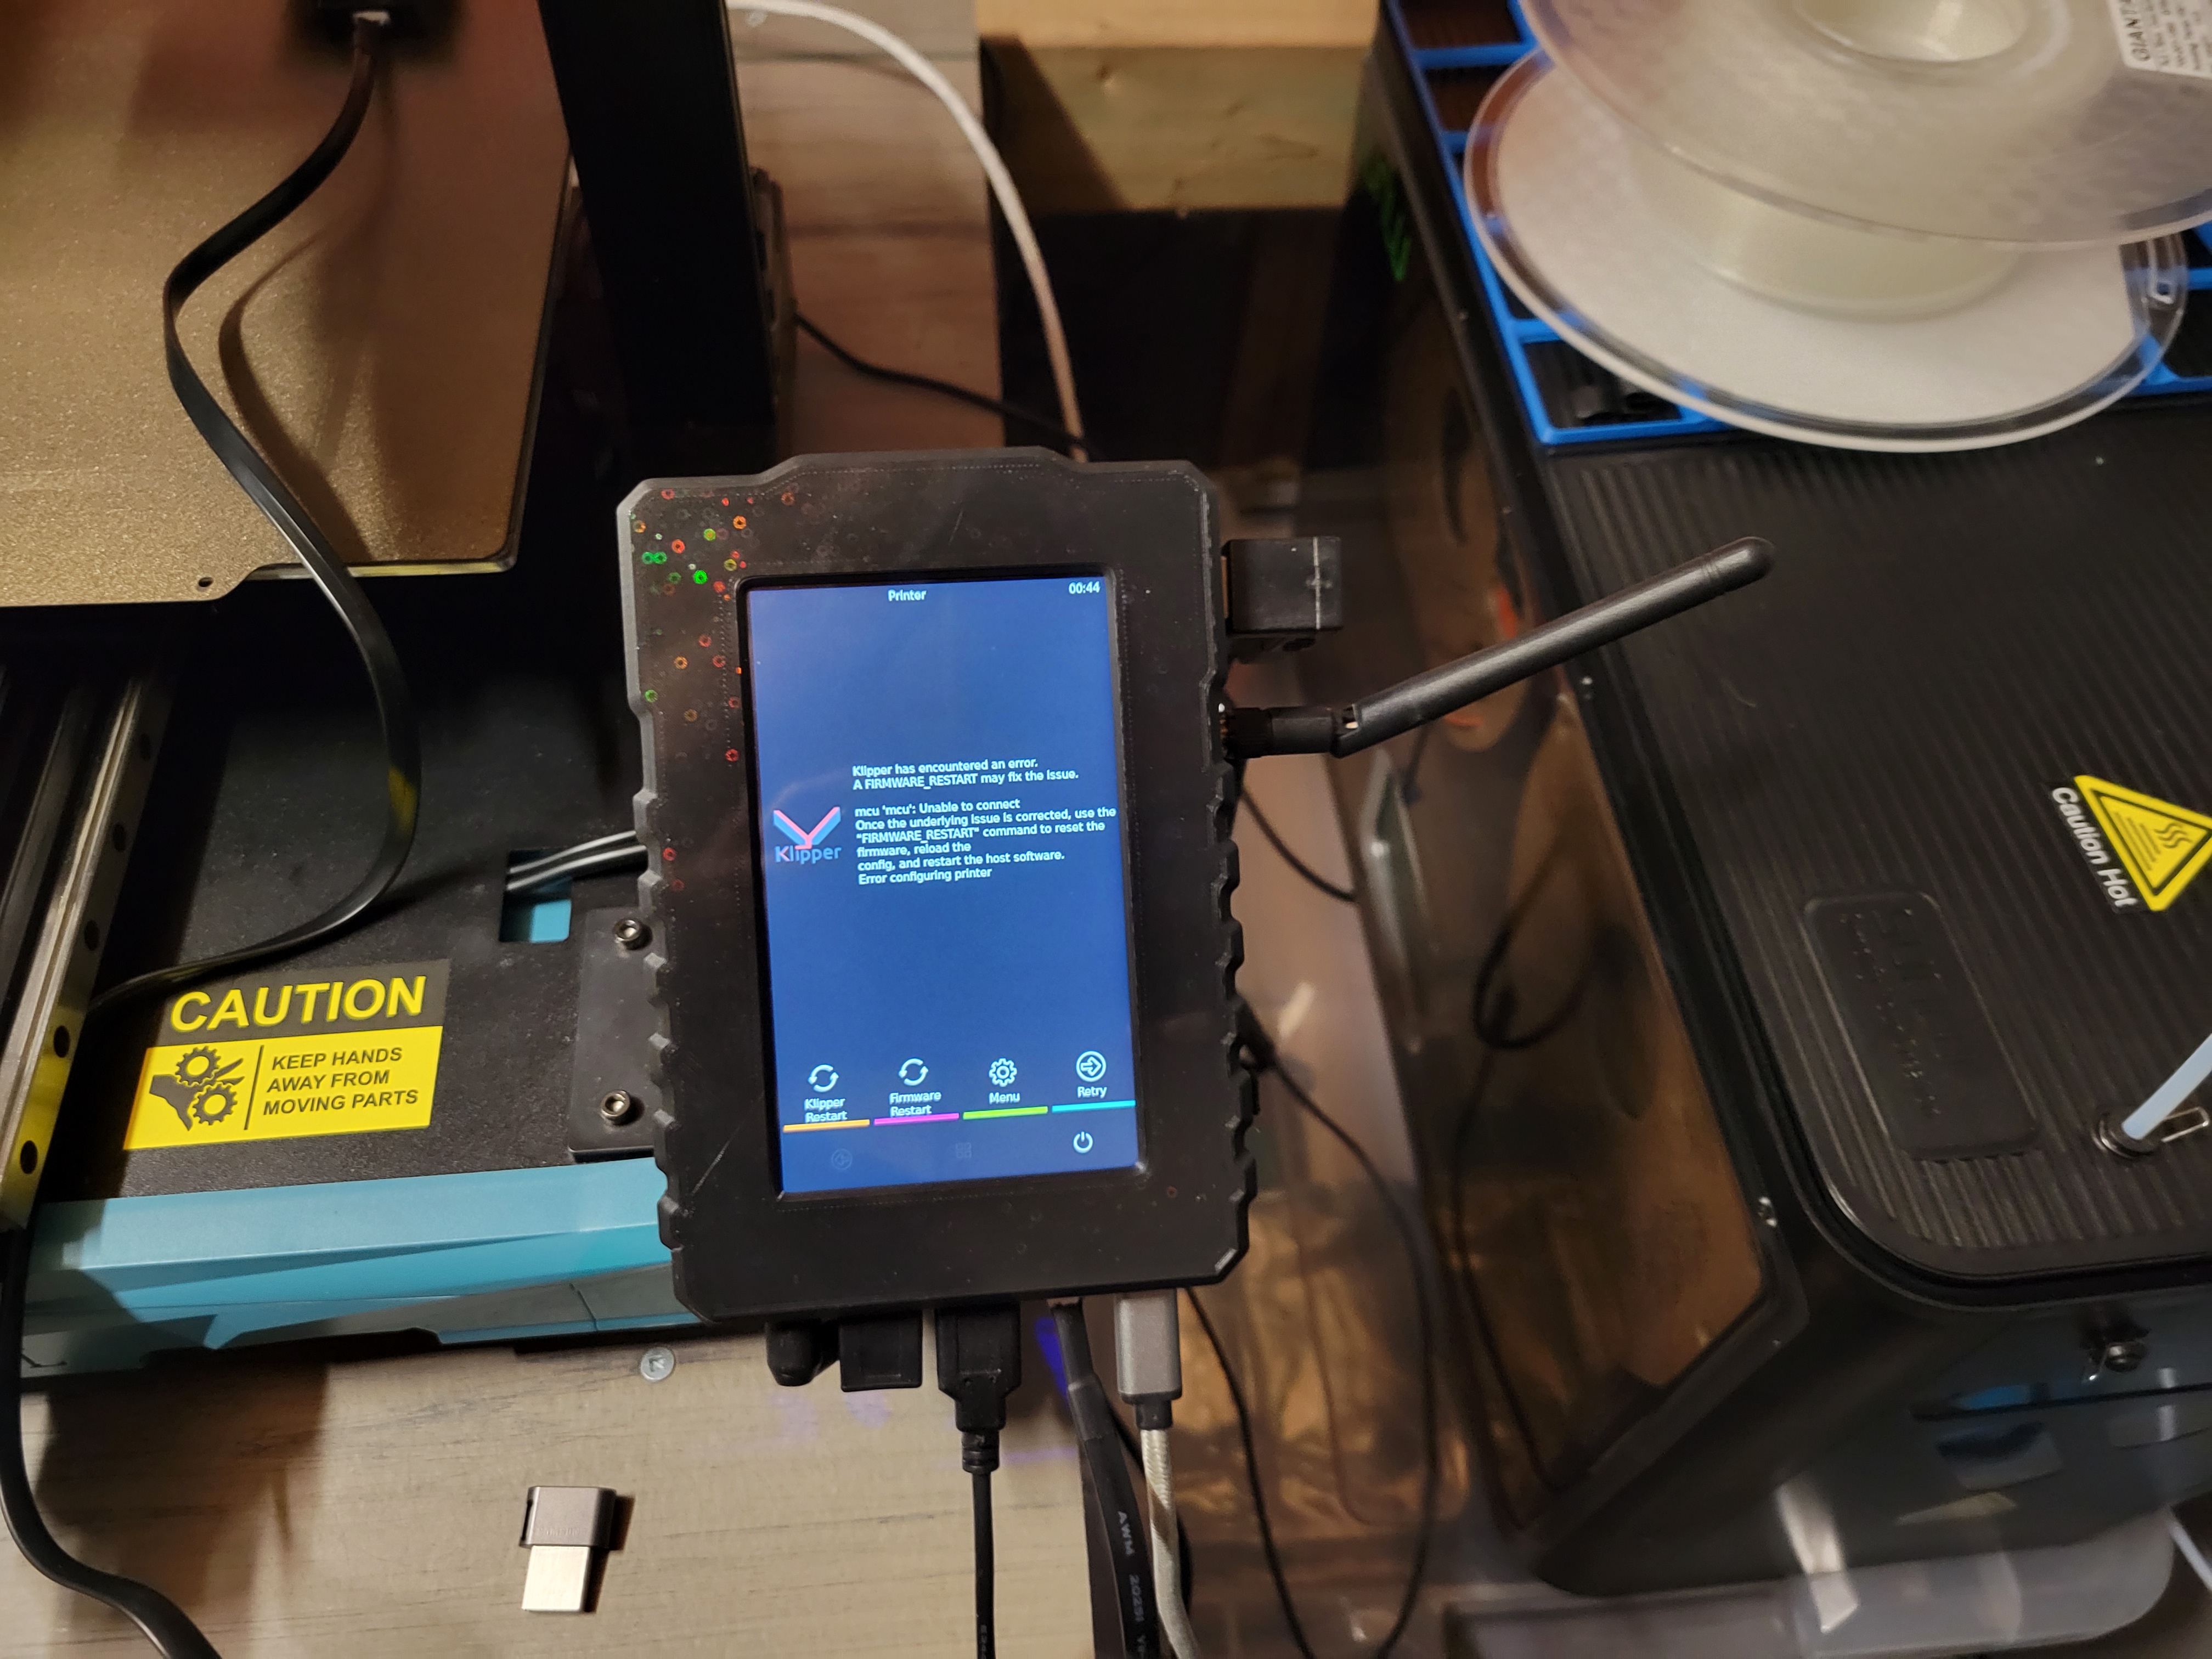 GIANTA
Printer
00:44
Klipper has encountered an error.
A FIRMWARE_RESTART may fix the issue.
mcu 'mcu': Unable to connect
Once the underlying issue is corrected, use the
"FIRMWARE_RESTART" command to reset the
firmware, reload the
config, and restart the host software.
Error configuring printer
Klipper
Klipper
Restart
Firmware
Restart
Menu
Retry
CAUTION
KEEP HANDS
AWAY FROM
MOVING PARTS
Caution Hot
AWM 20251